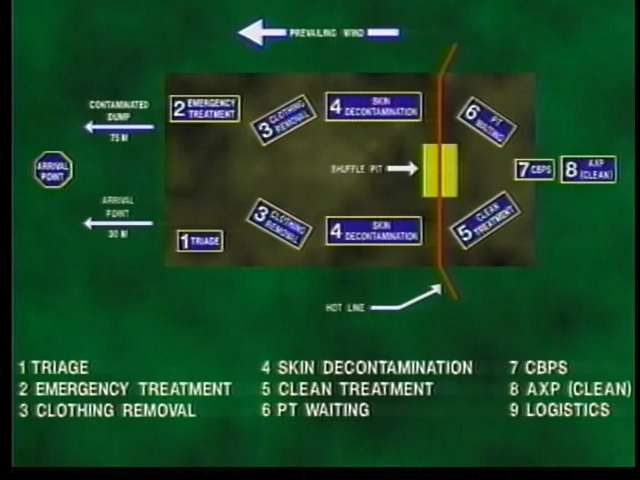 PREVAILING WIND
CONTAMINATED
DUMP
75 M
2 EMERGENCY
TREATMENT
3 CLOTHING
REMOVAL
4 SKIN
DECONTAMINATION
6 PT
WAITING
ARRIVAL
POINT
SHUFFLE PIT
7 CBPS
8 AXP
(CLEAN)
ARRIVAL
POINT
30 M
1 TRIAGE
3 CLOTHING
REMOVAL
4 SKIN
DECONTAMINATION
5 CLEAN
TREATMENT
HOT LINE
1 TRIAGE
2 EMERGENCY TREATMENT
3 CLOTHING REMOVAL
4 SKIN DECONTAMINATION
5 CLEAN TREATMENT
6 PT WAITING
7 CBPS
8 AXP (CLEAN)
9 LOGISTICS